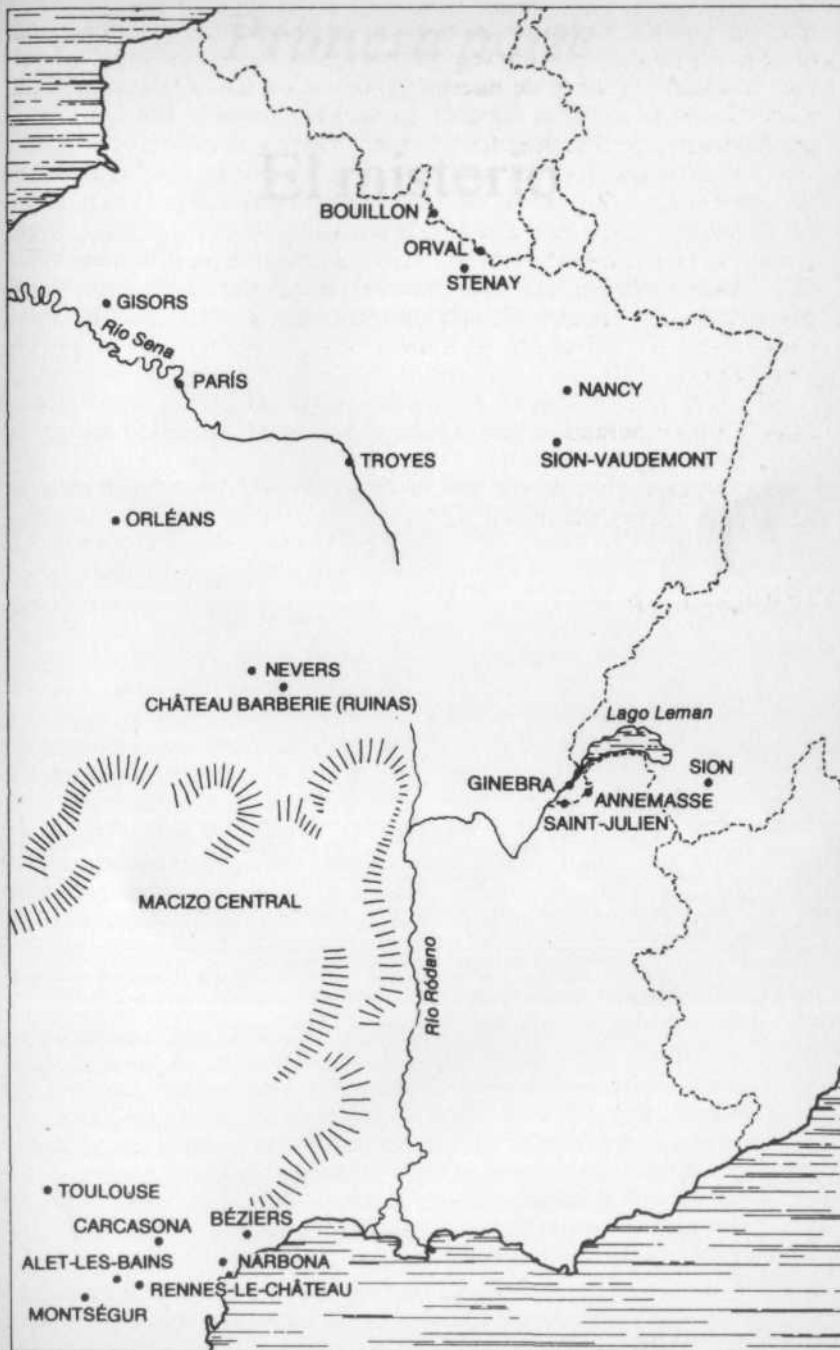 El misterio
BOUILLON
ORVAL
STENAY
GISORS
Río Sena
PARÍS
NANCY
SION-VAUDEMONT
TROYES
ORLÉANS
NEVERS
CHÂTEAU BARBERIE (RUINAS)
Lago Leman
GINEBRA
SION
ANNEMASSE
SAINT-JULIEN
MACIZO CENTRAL
Río Ródano
TOULOUSE
CARCASONA
BÉZIERS
ALET-LES-BAINS
NARBONA
RENNES-LE-CHÂTEAU
MONTSÉGUR